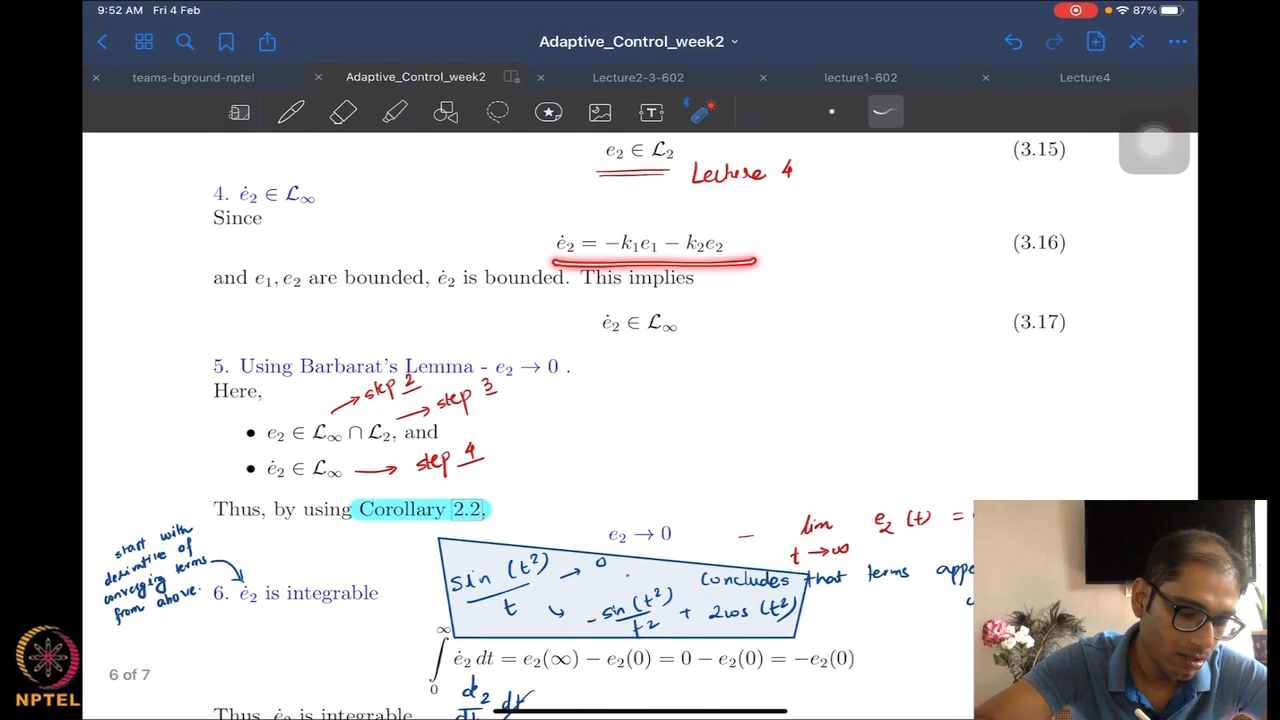 9:52 AM Fri 4 Feb
87%
Adaptive_Control_week2
teams-bground-nptel
Adaptive_Control_week2
Lecture2-3-602
lecture1-602
Lecture4
e₂ ∈ ℒ₂ (3.15)
Lecture 4
4. ė₂ ∈ ℒ∞
Since
ė₂ = −k₁e₁ − k₂e₂ (3.16)
and e₁, e₂ are bounded, ė₂ is bounded. This implies
ė₂ ∈ ℒ∞ (3.17)
5. Using Barbarat's Lemma - e₂ → 0 .
Here,
→ step 2
→ step 3
• e₂ ∈ ℒ∞ ∩ ℒ₂, and
• ė₂ ∈ ℒ∞ → step 4
Thus, by using Corollary 2.2,
e₂ → 0 — lim t→∞ e₂(t) =
start with
derivative of
converging terms
from above.
sin(t²)/t → 0
Concludes that terms
↘ -sin(t²)/t² + 2cos(t²)
6. ė₂ is integrable
∫₀^∞ ė₂ dt = e₂(∞) − e₂(0) = 0 − e₂(0) = −e₂(0)
Thus, ė₂ is integrable
6 of 7
NPTEL